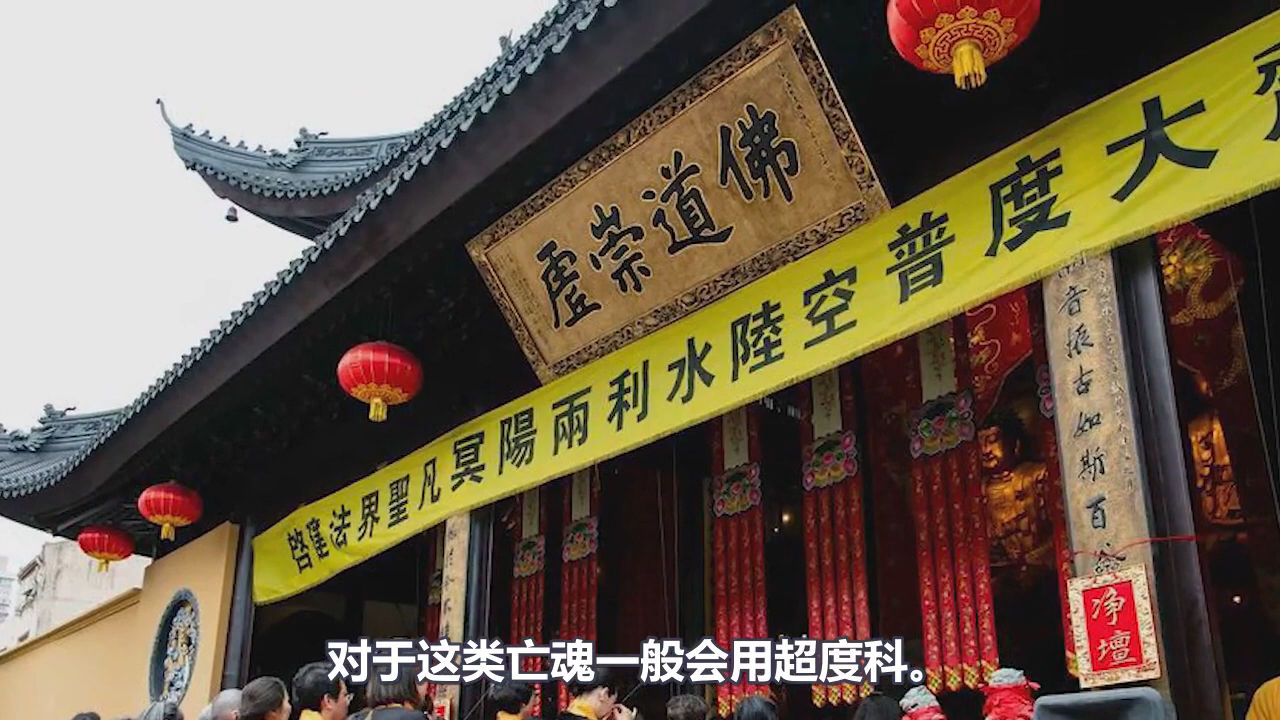 佛道崇虛
啓建法界聖凡冥陽兩利水陸空普度大
音振古如斯百
净壇
对于这类亡魂一般会用超度科。